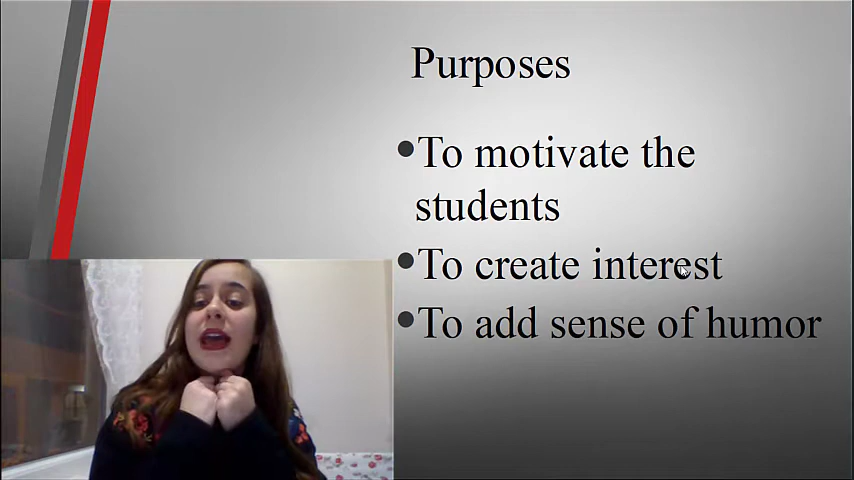 Purposes
•To motivate the
students
•To create interest
•To add sense of humor